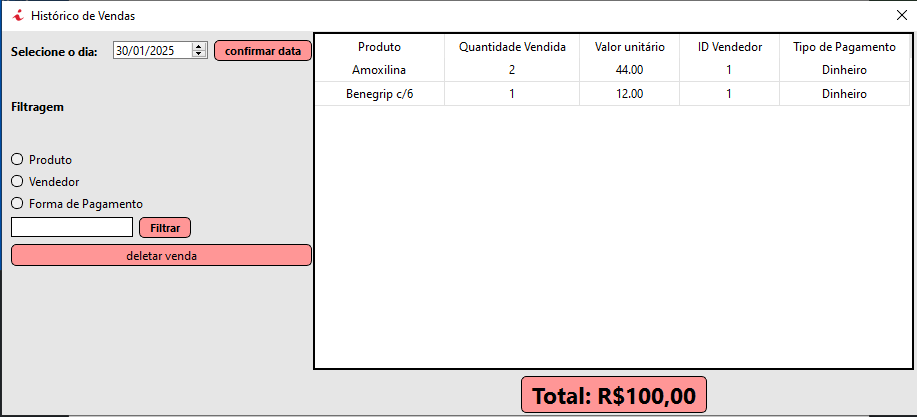 Histórico de Vendas
Selecione o dia: 30/01/2025 confirmar data
Filtragem
Produto
Vendedor
Forma de Pagamento
Filtrar
deletar venda
Produto Quantidade Vendida Valor unitário ID Vendedor Tipo de Pagamento
Amoxilina 2 44.00 1 Dinheiro
Benegrip c/6 1 12.00 1 Dinheiro
Total: R$100,00